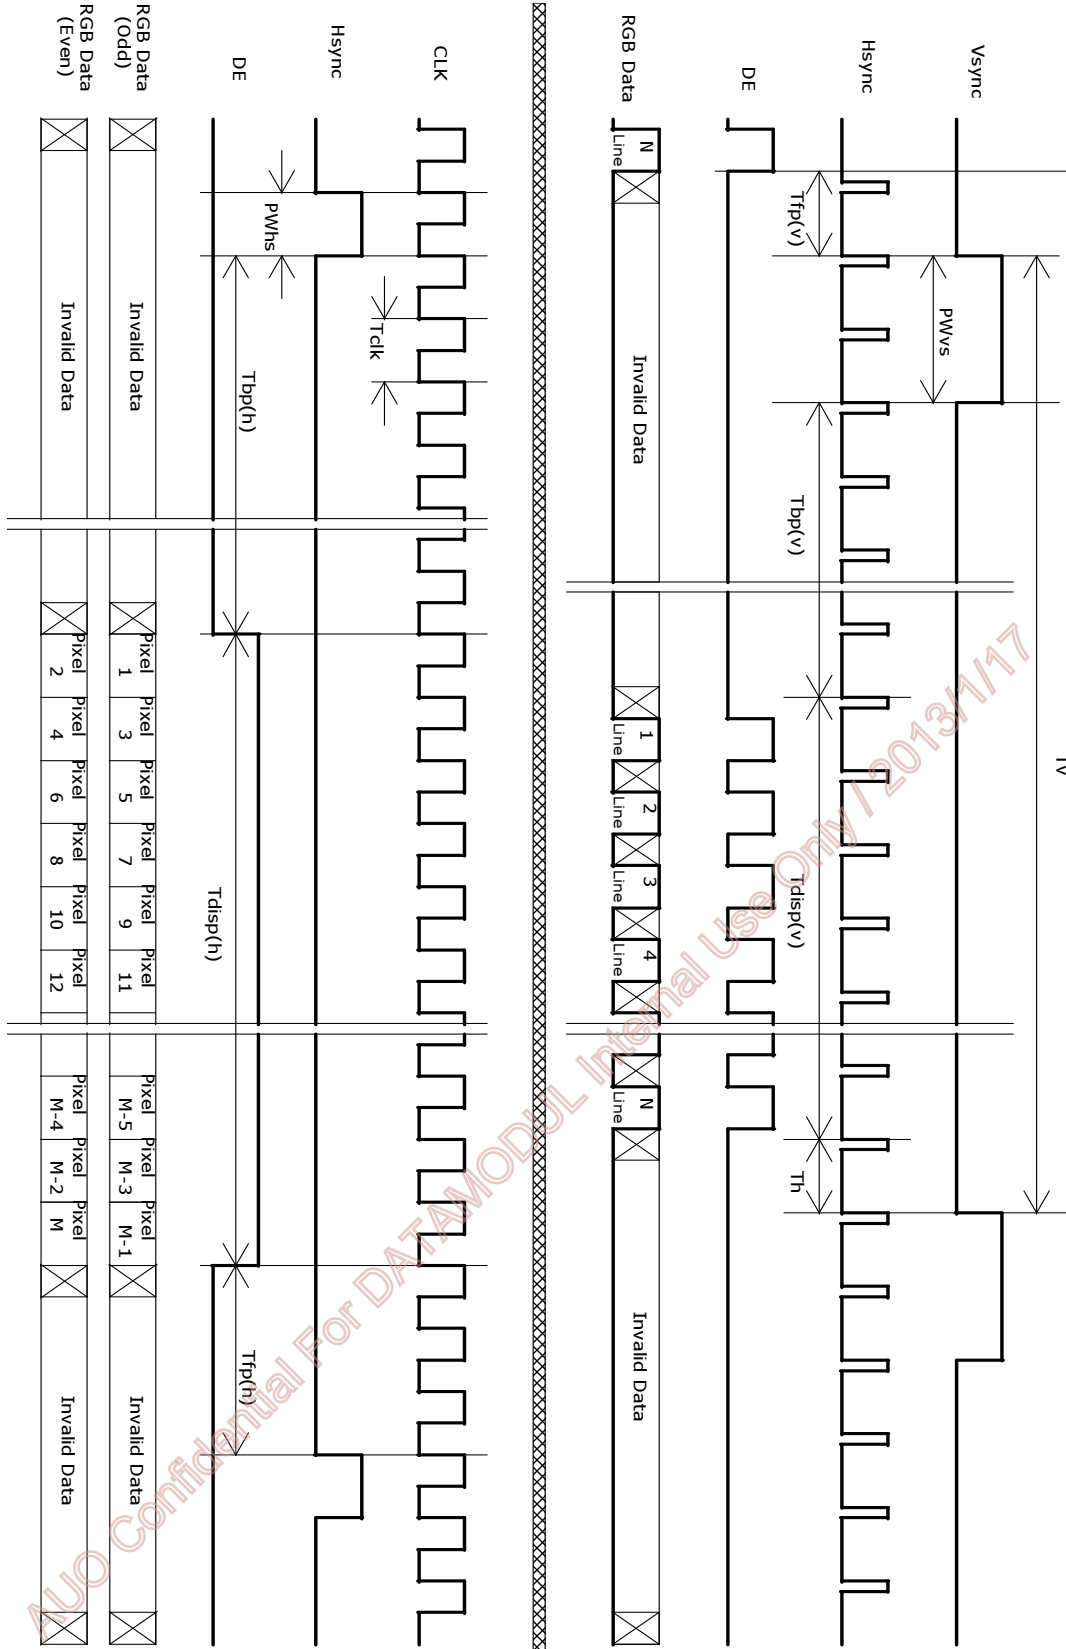 Vsync
Hsync
DE
RGB Data
Tv
PWvs
Tfp(v)
Tbp(v)
Tdisp(v)
Th
N
Line
Invalid Data
1
Line
2
Line
3
Line
4
Line
N
Line
Invalid Data
CLK
Hsync
DE
RGB Data
(Odd)
RGB Data
(Even)
Tclk
PWhs
Tbp(h)
Tdisp(h)
Tfp(h)
Invalid Data
Pixel
1
Pixel
3
Pixel
5
Pixel
7
Pixel
9
Pixel
11
Pixel
M-5
Pixel
M-3
Pixel
M-1
Invalid Data
Invalid Data
Pixel
2
Pixel
4
Pixel
6
Pixel
8
Pixel
10
Pixel
12
Pixel
M-4
Pixel
M-2
Pixel
M
Invalid Data
AUO Confidential For DATAMODUL Internal Use Only / 2013/1/17